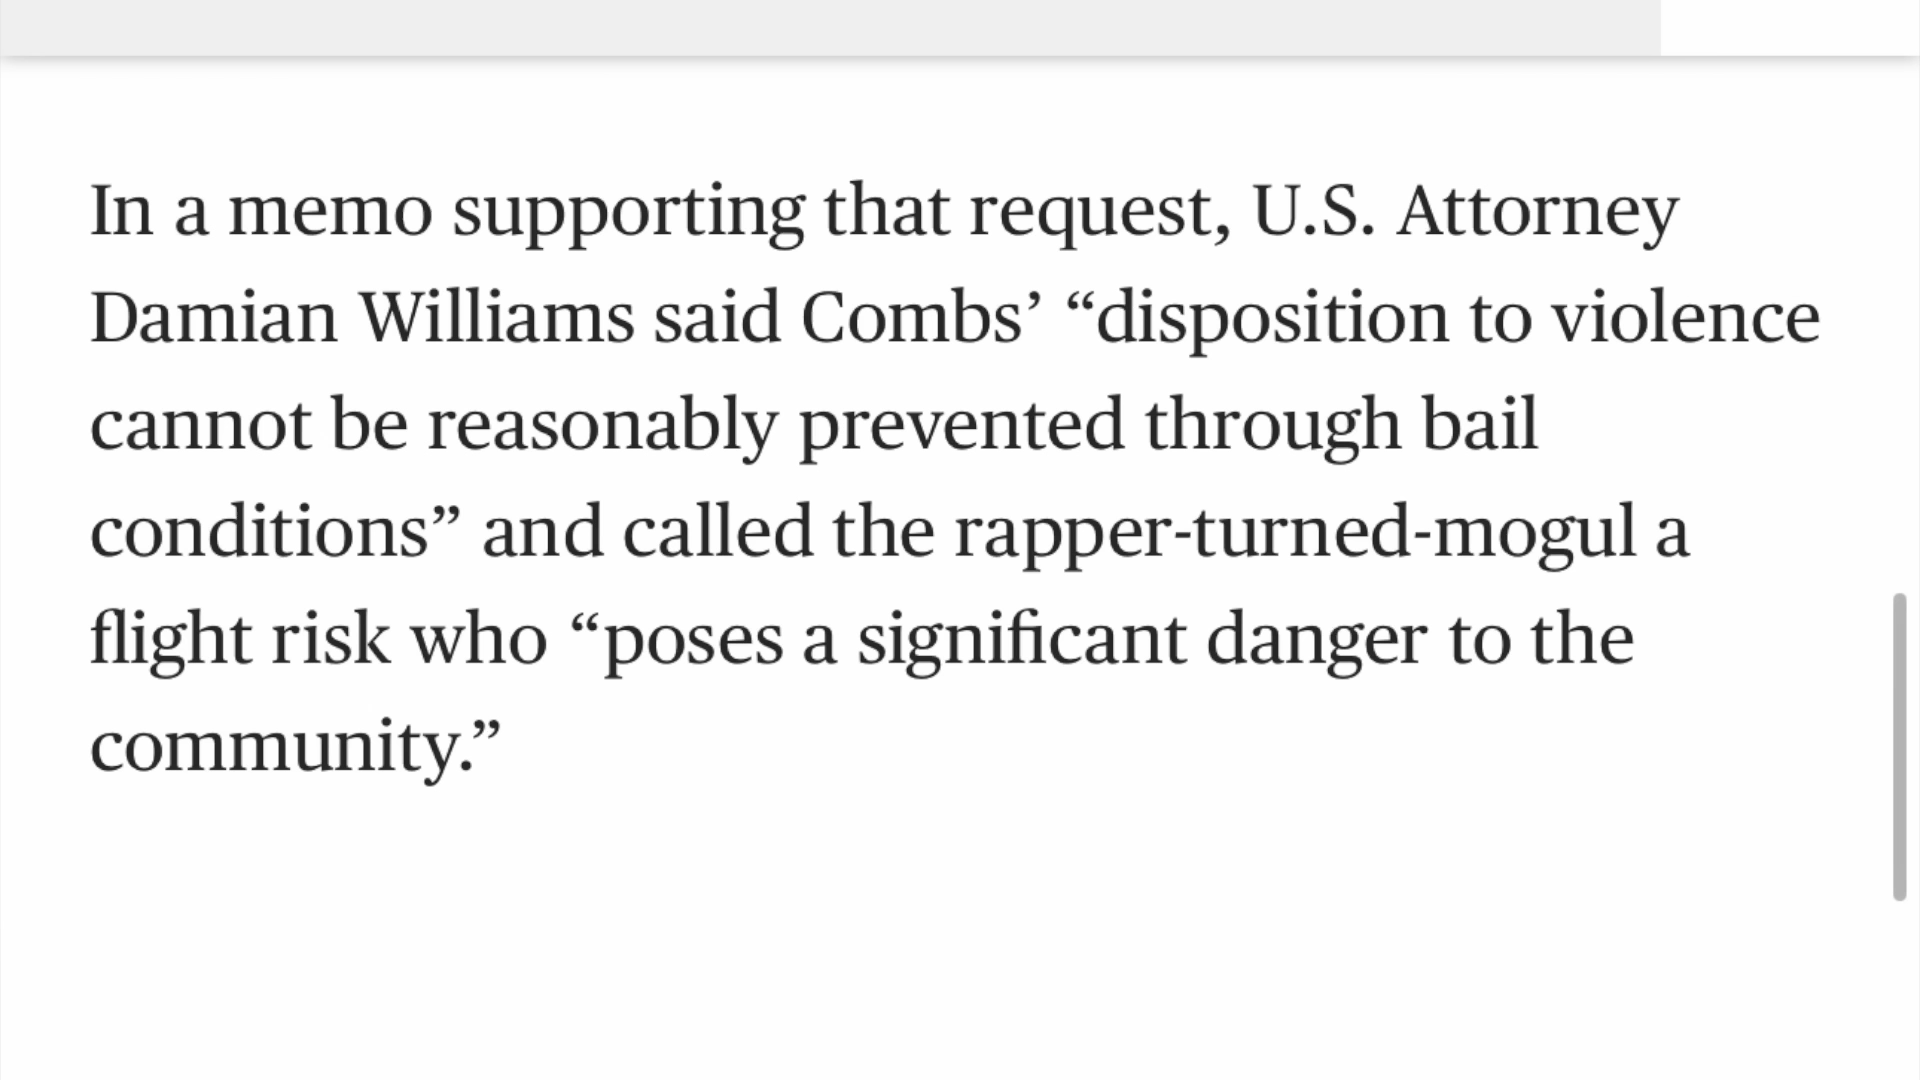 In a memo supporting that request, U.S. Attorney
Damian Williams said Combs’ “disposition to violence
cannot be reasonably prevented through bail
conditions” and called the rapper-turned-mogul a
flight risk who “poses a significant danger to the
community.”